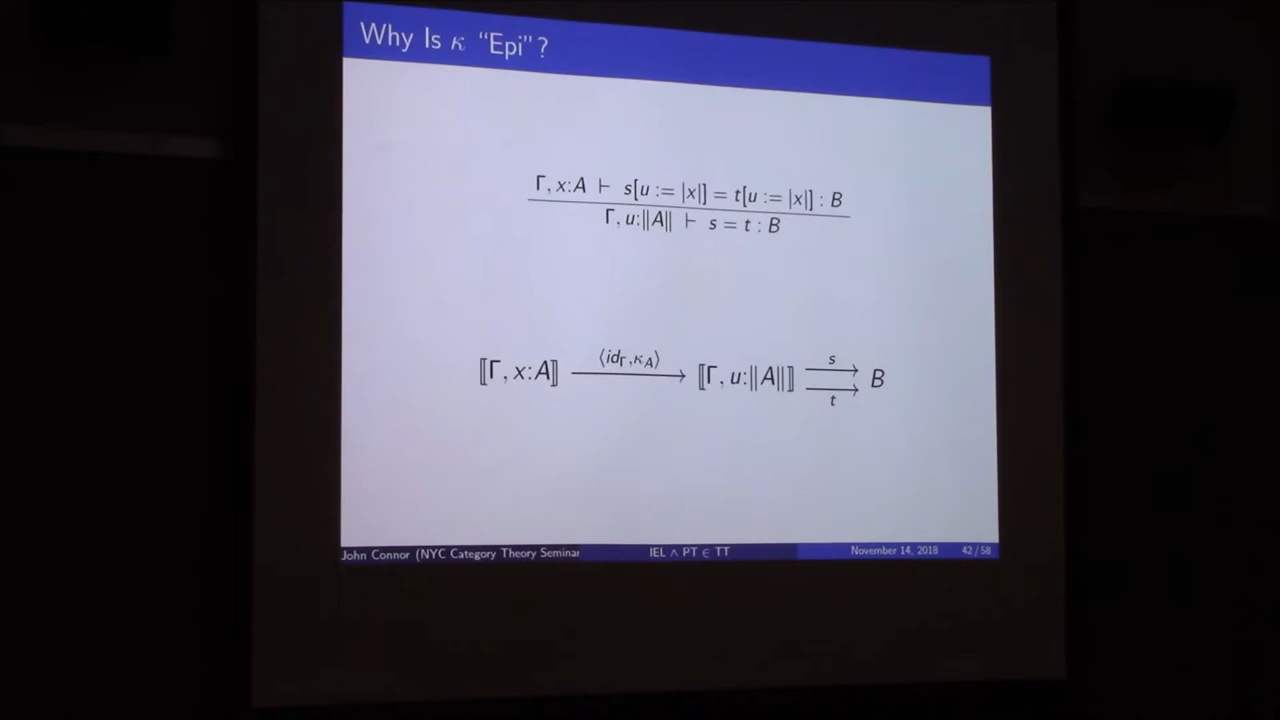 Why Is κ “Epi”?
Γ, x:A ⊢ s[u := |x|] = t[u := |x|] : B
Γ, u:‖A‖ ⊢ s = t : B
⟨id_Γ,κ_A⟩
s
⟦Γ, x:A⟧ ⟶ ⟦Γ, u:‖A‖⟧ ⇉ B
t
John Connor (NYC Category Theory Seminar IEL ∧ PT ∈ TT November 14, 2018 42 / 58